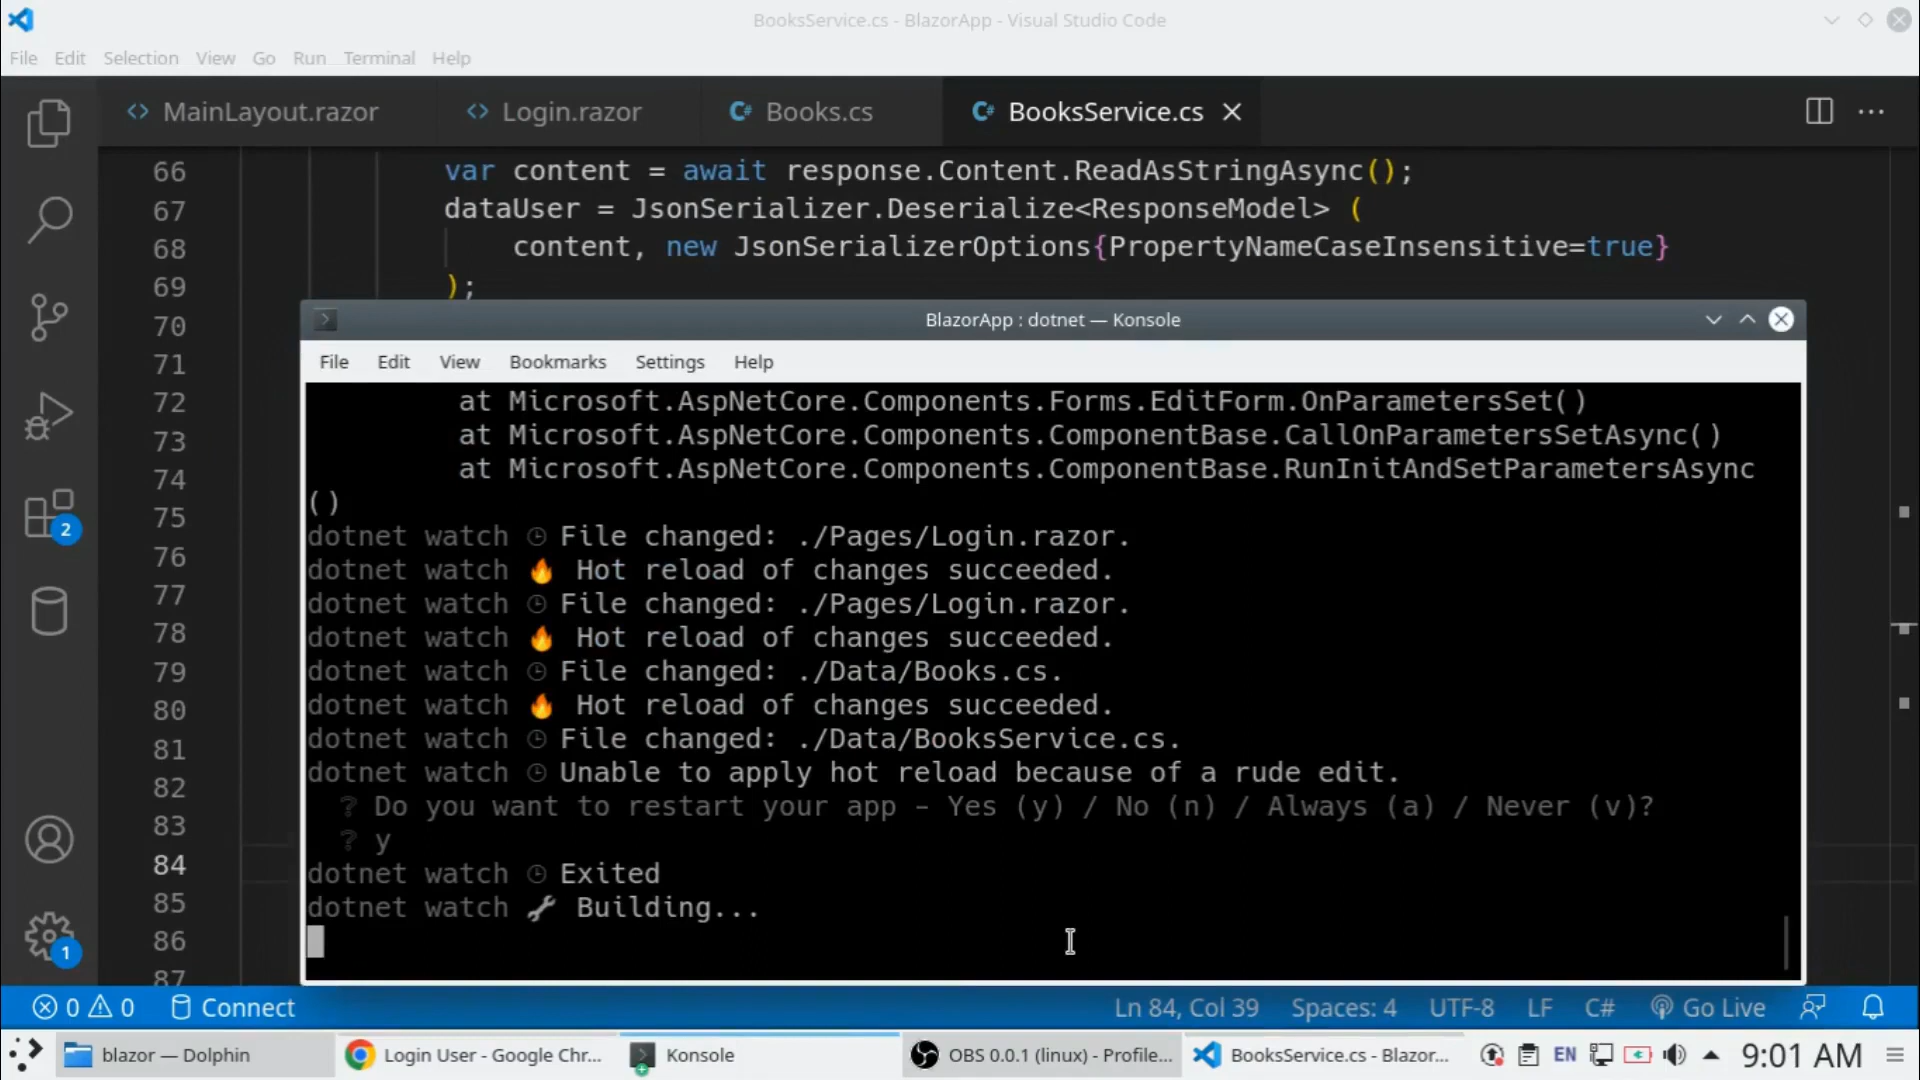 BooksService.cs - BlazorApp - Visual Studio Code
File Edit Selection View Go Run Terminal Help
MainLayout.razor Login.razor Books.cs BooksService.cs
66 var content = await response.Content.ReadAsStringAsync();
67 dataUser = JsonSerializer.Deserialize<ResponseModel> (
68 content, new JsonSerializerOptions{PropertyNameCaseInsensitive=true}
69 );
70
71
72
73
74
75
76
77
78
79
80
81
82
83
84
85
86
87
BlazorApp : dotnet — Konsole
File Edit View Bookmarks Settings Help
at Microsoft.AspNetCore.Components.Forms.EditForm.OnParametersSet()
at Microsoft.AspNetCore.Components.ComponentBase.CallOnParametersSetAsync()
at Microsoft.AspNetCore.Components.ComponentBase.RunInitAndSetParametersAsync
()
dotnet watch 🕒 File changed: ./Pages/Login.razor.
dotnet watch 🔥 Hot reload of changes succeeded.
dotnet watch 🕒 File changed: ./Pages/Login.razor.
dotnet watch 🔥 Hot reload of changes succeeded.
dotnet watch 🕒 File changed: ./Data/Books.cs.
dotnet watch 🔥 Hot reload of changes succeeded.
dotnet watch 🕒 File changed: ./Data/BooksService.cs.
dotnet watch 🕒 Unable to apply hot reload because of a rude edit.
❔ Do you want to restart your app - Yes (y) / No (n) / Always (a) / Never (v)?
❔ y
dotnet watch 🕒 Exited
dotnet watch 🔧 Building...
2
1
0 0 Connect Ln 84, Col 39 Spaces: 4 UTF-8 LF C# Go Live
blazor — Dolphin Login User - Google Chr... Konsole OBS 0.0.1 (linux) - Profile... BooksService.cs - Blazor... EN 9:01 AM